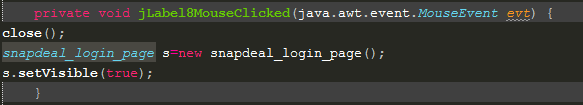 private void jLabel8MouseClicked(java.awt.event.MouseEvent evt) {
close();
snapdeal_login_page s=new snapdeal_login_page();
s.setVisible(true);
}